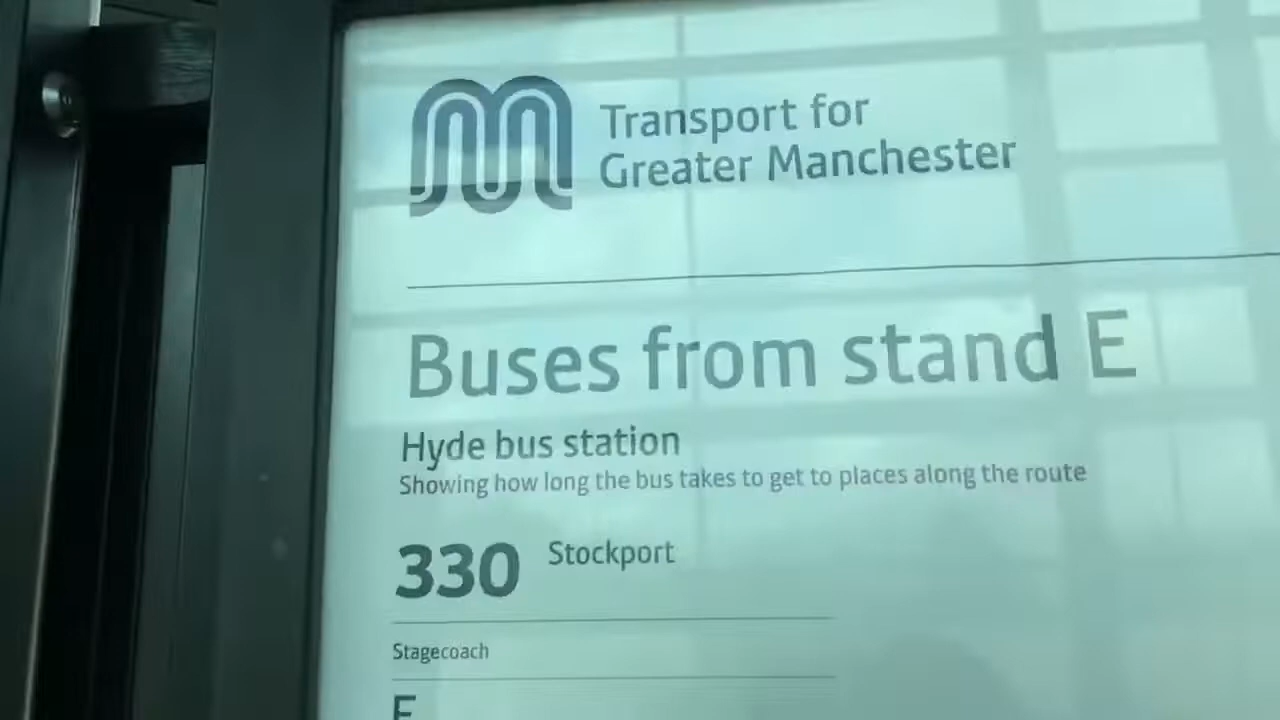 Transport for
Greater Manchester
Buses from stand E
Hyde bus station
Showing how long the bus takes to get to places along the route
330 Stockport
Stagecoach